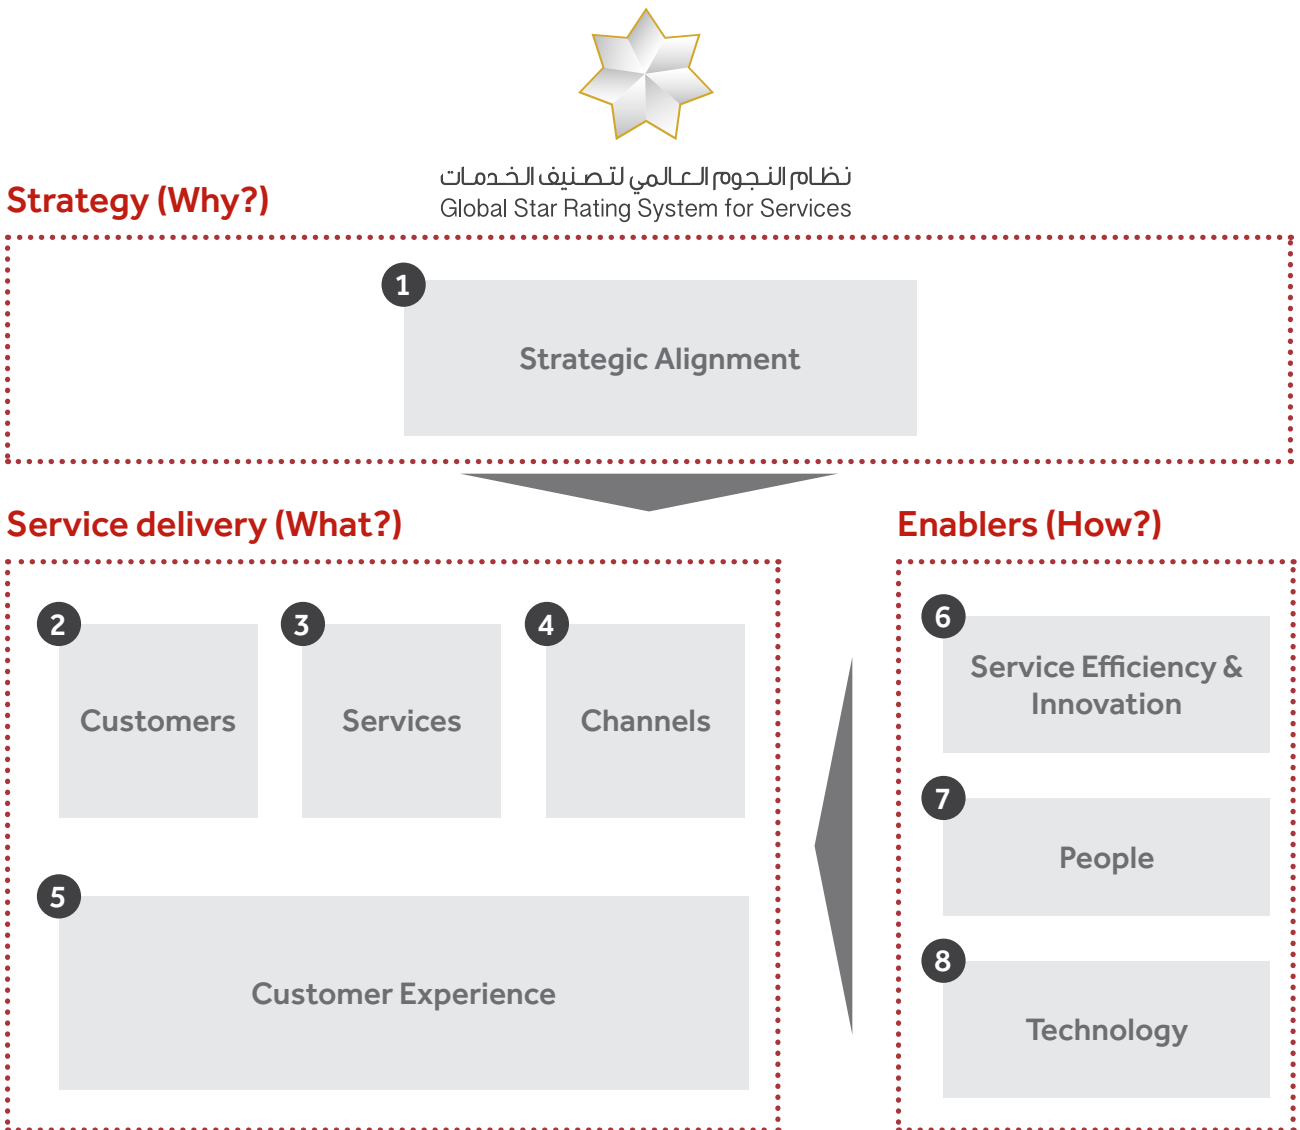 نظام النجوم العالمي لتصنيف الخدمات
Global Star Rating System for Services
Strategy (Why?)
1
Strategic Alignment
Service delivery (What?)
2
Customers
3
Services
4
Channels
5
Customer Experience
Enablers (How?)
6
Service Efficiency &
Innovation
7
People
8
Technology